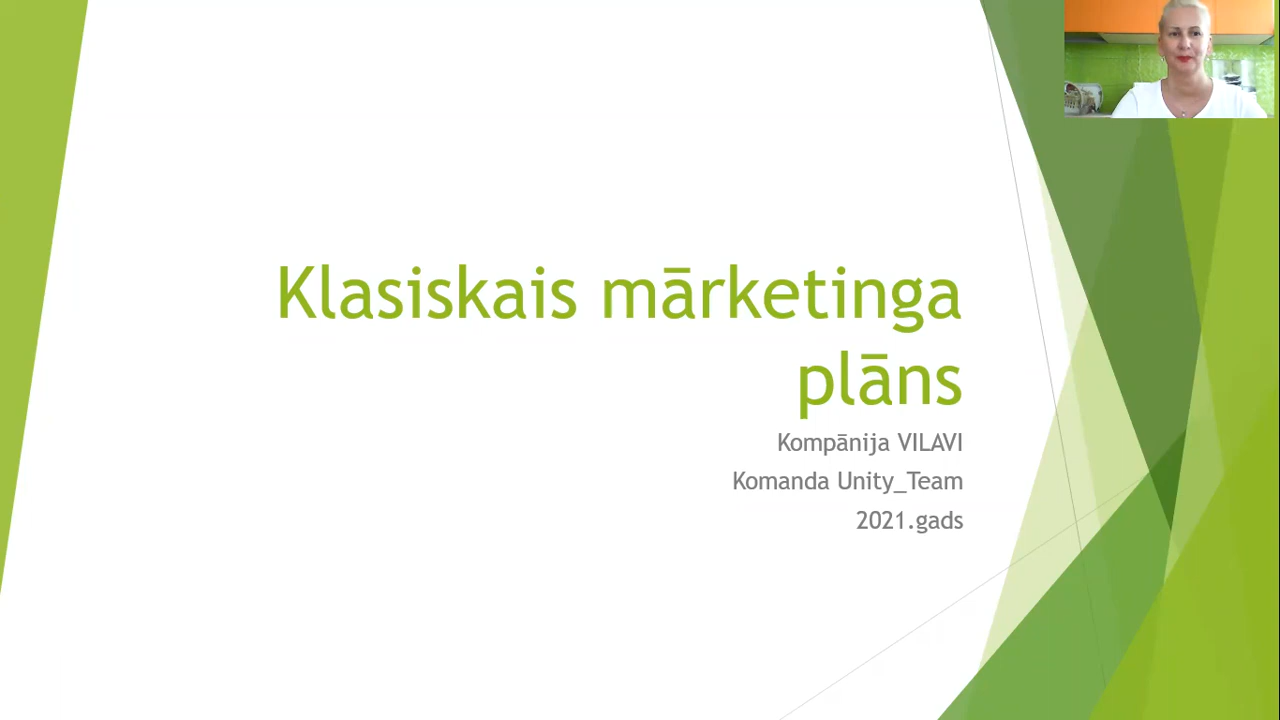 Klasiskais mārketinga
plāns
Kompānija VILAVI
Komanda Unity_Team
2021.gads